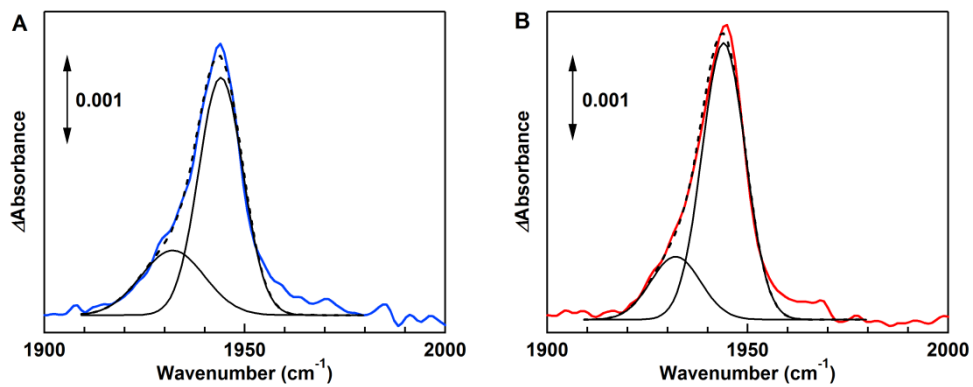 A
0.001
ΔAbsorbance
1900
1950
2000
Wavenumber (cm⁻¹)
B
0.001
ΔAbsorbance
1900
1950
2000
Wavenumber (cm⁻¹)